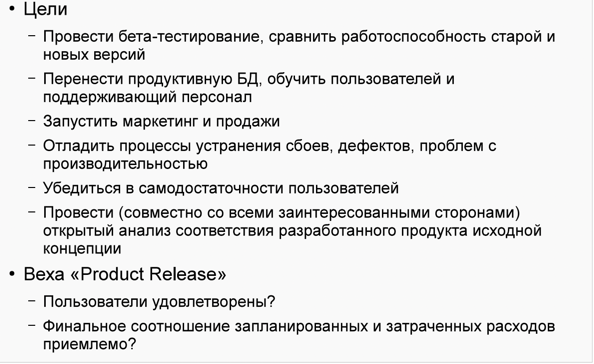 • Цели
– Провести бета-тестирование, сравнить работоспособность старой и
новых версий
– Перенести продуктивную БД, обучить пользователей и
поддерживающий персонал
– Запустить маркетинг и продажи
– Отладить процессы устранения сбоев, дефектов, проблем с
производительностью
– Убедиться в самодостаточности пользователей
– Провести (совместно со всеми заинтересованными сторонами)
открытый анализ соответствия разработанного продукта исходной
концепции
• Веха «Product Release»
– Пользователи удовлетворены?
– Финальное соотношение запланированных и затраченных расходов
приемлемо?